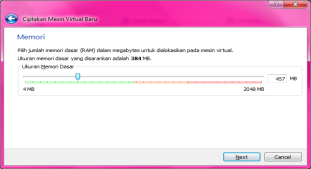 Ciptakan Mesin Virtual Baru
Memori
Pilih jumlah memori dasar (RAM) dalam megabytes untuk dialokasikan pada mesin virtual.
Ukuran memori dasar yang disarankan adalah 384 MB.
Ukuran Memori Dasar
457 MB
4 MB 2048 MB
Next Cancel